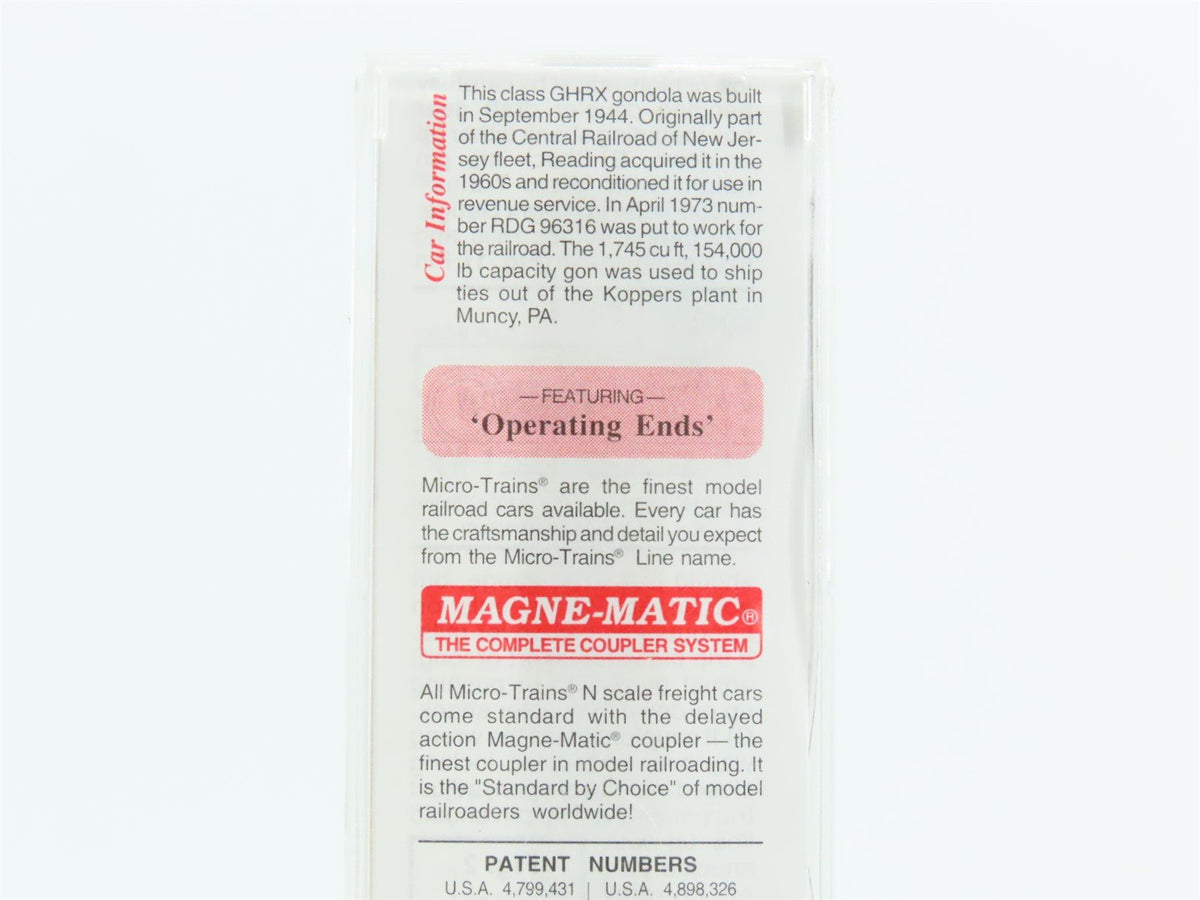 Car Information
This class GHRX gondola was built
in September 1944. Originally part
of the Central Railroad of New Jer-
sey fleet, Reading acquired it in the
1960s and reconditioned it for use in
revenue service. In April 1973 num-
ber RDG 96316 was put to work for
the railroad. The 1,745 cu ft, 154,000
lb capacity gon was used to ship
ties out of the Koppers plant in
Muncy, PA.
—FEATURING—
‘Operating Ends’
Micro-Trains® are the finest model
railroad cars available. Every car has
the craftsmanship and detail you expect
from the Micro-Trains® Line name.
MAGNE-MATIC®
THE COMPLETE COUPLER SYSTEM
All Micro-Trains® N scale freight cars
come standard with the delayed
action Magne-Matic® coupler — the
finest coupler in model railroading. It
is the "Standard by Choice" of model
railroaders worldwide!
PATENT NUMBERS
U.S.A. 4,799,431 | U.S.A. 4,898,326